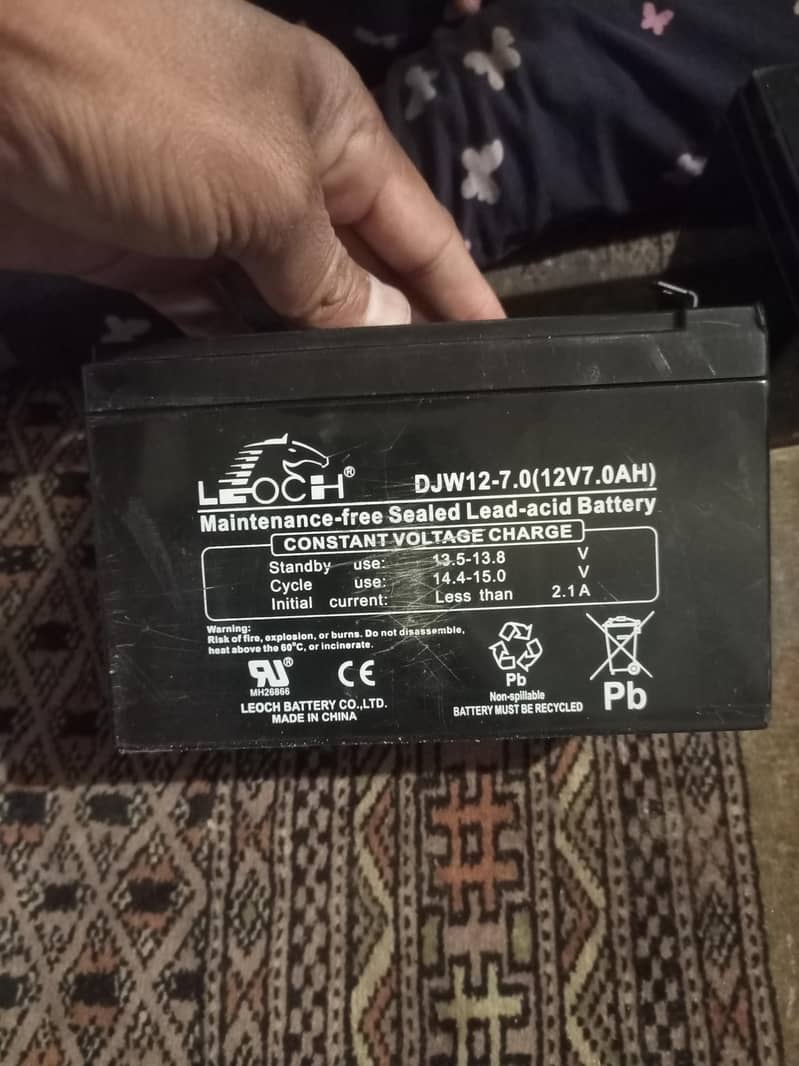 LEOCH®
DJW12-7.0(12V7.0AH)
Maintenance-free Sealed Lead-acid Battery
CONSTANT VOLTAGE CHARGE
Standby use: 13.5-13.8 V
Cycle use: 14.4-15.0 V
Initial current: Less than 2.1A
Warning:
Risk of fire, explosion, or burns. Do not disassemble,
heat above the 60°C, or incinerate.
RU® CE
MH26866
LEOCH BATTERY CO.,LTD.
MADE IN CHINA
Pb
Non-spillable
BATTERY MUST BE RECYCLED
Pb